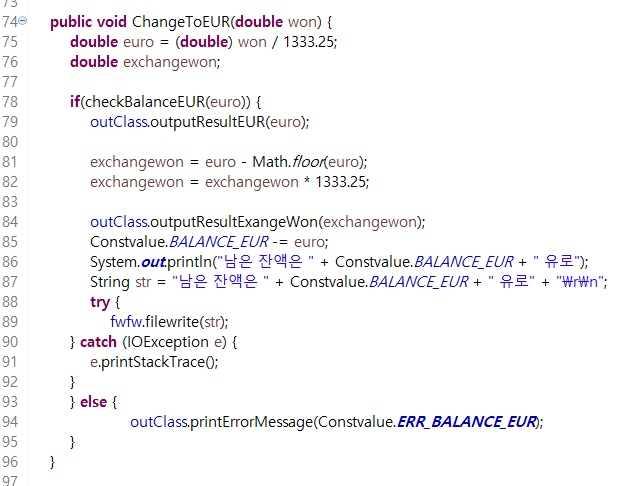 73
74 public void ChangeToEUR(double won) {
75 double euro = (double) won / 1333.25;
76 double exchangewon;
77
78 if(checkBalanceEUR(euro)) {
79 outClass.outputResultEUR(euro);
80
81 exchangewon = euro - Math.floor(euro);
82 exchangewon = exchangewon * 1333.25;
83
84 outClass.outputResultExangeWon(exchangewon);
85 Constvalue.BALANCE_EUR -= euro;
86 System.out.println("남은 잔액은 " + Constvalue.BALANCE_EUR + " 유로");
87 String str = "남은 잔액은 " + Constvalue.BALANCE_EUR + " 유로" + "₩r₩n";
88 try {
89 fwfw.filewrite(str);
90 } catch (IOException e) {
91 e.printStackTrace();
92 }
93 } else {
94 outClass.printErrorMessage(Constvalue.ERR_BALANCE_EUR);
95 }
96 }
97